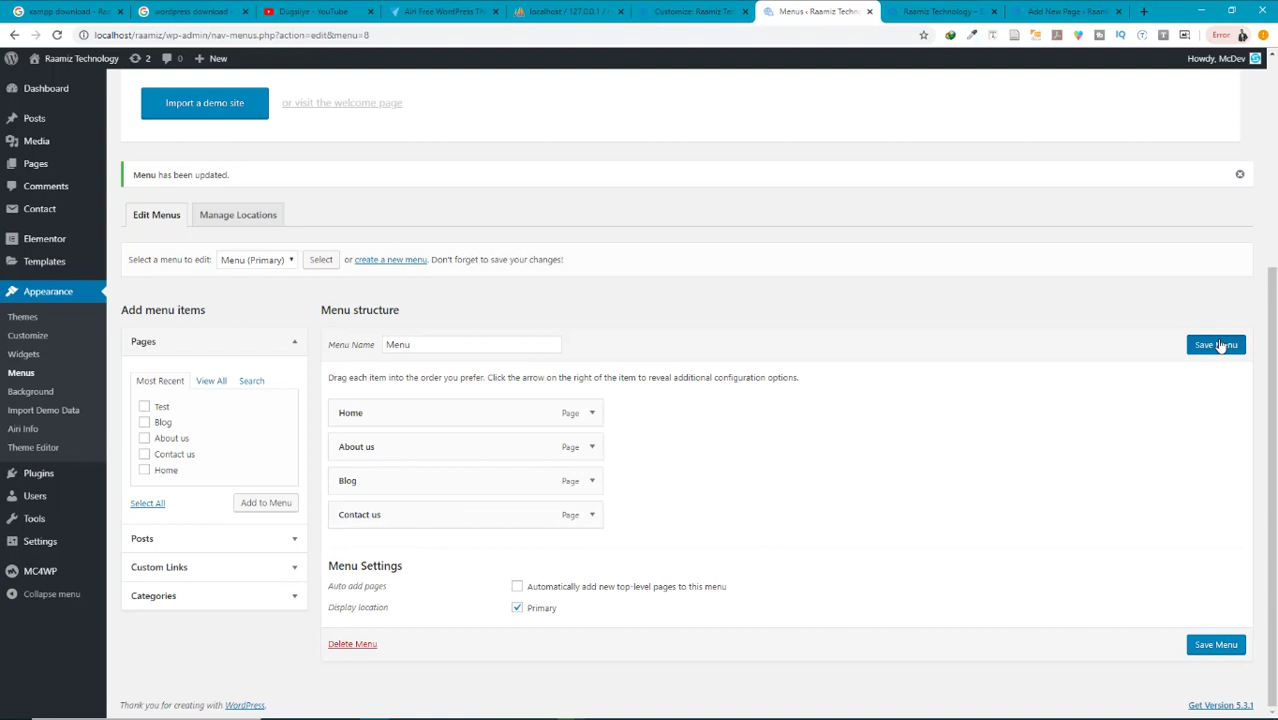 xampp download - Ra
wordpress download
Dugsiye - YouTube
Airi Free WordPress Th
localhost / 127.0.0.1 /
Customize: Raamiz Tec
Menus ‹ Raamiz Techn
Raamiz Technology – S
Add New Page ‹ Raam
localhost/raamiz/wp-admin/nav-menus.php?action=edit&menu=8
Error
Raamiz Technology
2
0
New
Howdy, McDev
Dashboard
Posts
Media
Pages
Comments
Contact
Elementor
Templates
Appearance
Themes
Customize
Widgets
Menus
Background
Import Demo Data
Airi Info
Theme Editor
Plugins
Users
Tools
Settings
MC4WP
Collapse menu
Import a demo site
or visit the welcome page
Menu has been updated.
Edit Menus
Manage Locations
Select a menu to edit:
Menu (Primary)
Select
or create a new menu. Don't forget to save your changes!
Add menu items
Pages
Most Recent
View All
Search
Test
Blog
About us
Contact us
Home
Select All
Add to Menu
Posts
Custom Links
Categories
Menu structure
Menu Name
Menu
Save Menu
Drag each item into the order you prefer. Click the arrow on the right of the item to reveal additional configuration options.
Home Page
About us Page
Blog Page
Contact us Page
Menu Settings
Auto add pages
Automatically add new top-level pages to this menu
Display location
Primary
Delete Menu
Save Menu
Thank you for creating with WordPress.
Get Version 5.3.1